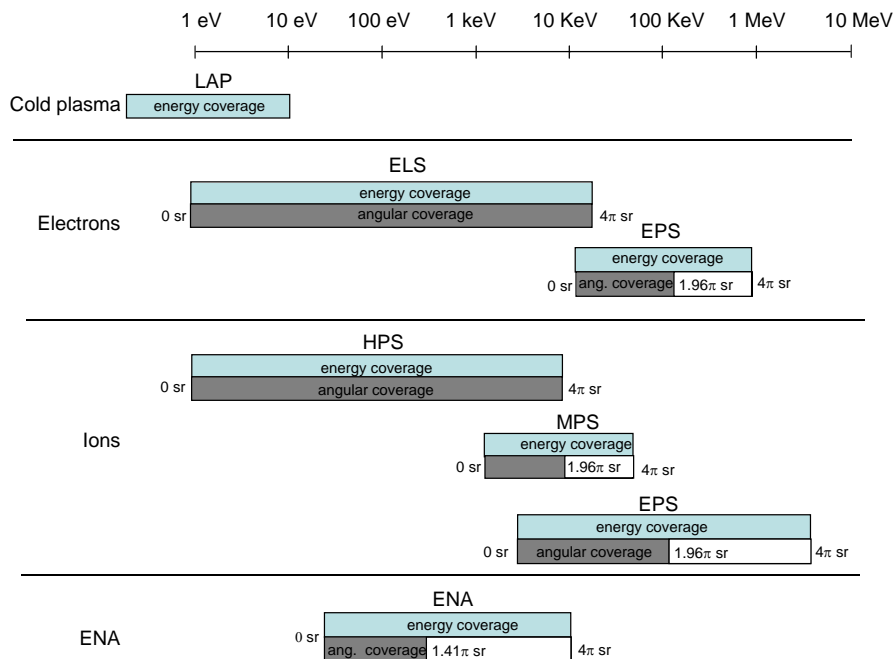 1 eV 10 eV 100 eV 1 keV 10 KeV 100 KeV 1 MeV 10 MeV
LAP
Cold plasma energy coverage
ELS
energy coverage
Electrons 0 sr angular coverage 4π sr
EPS
energy coverage
0 sr ang. coverage 1.96π sr 4π sr
HPS
energy coverage
0 sr angular coverage 4π sr
Ions
MPS
energy coverage
0 sr 1.96π sr 4π sr
EPS
energy coverage
0 sr angular coverage 1.96π sr 4π sr
ENA
ENA energy coverage
0 sr ang. coverage 1.41π sr 4π sr